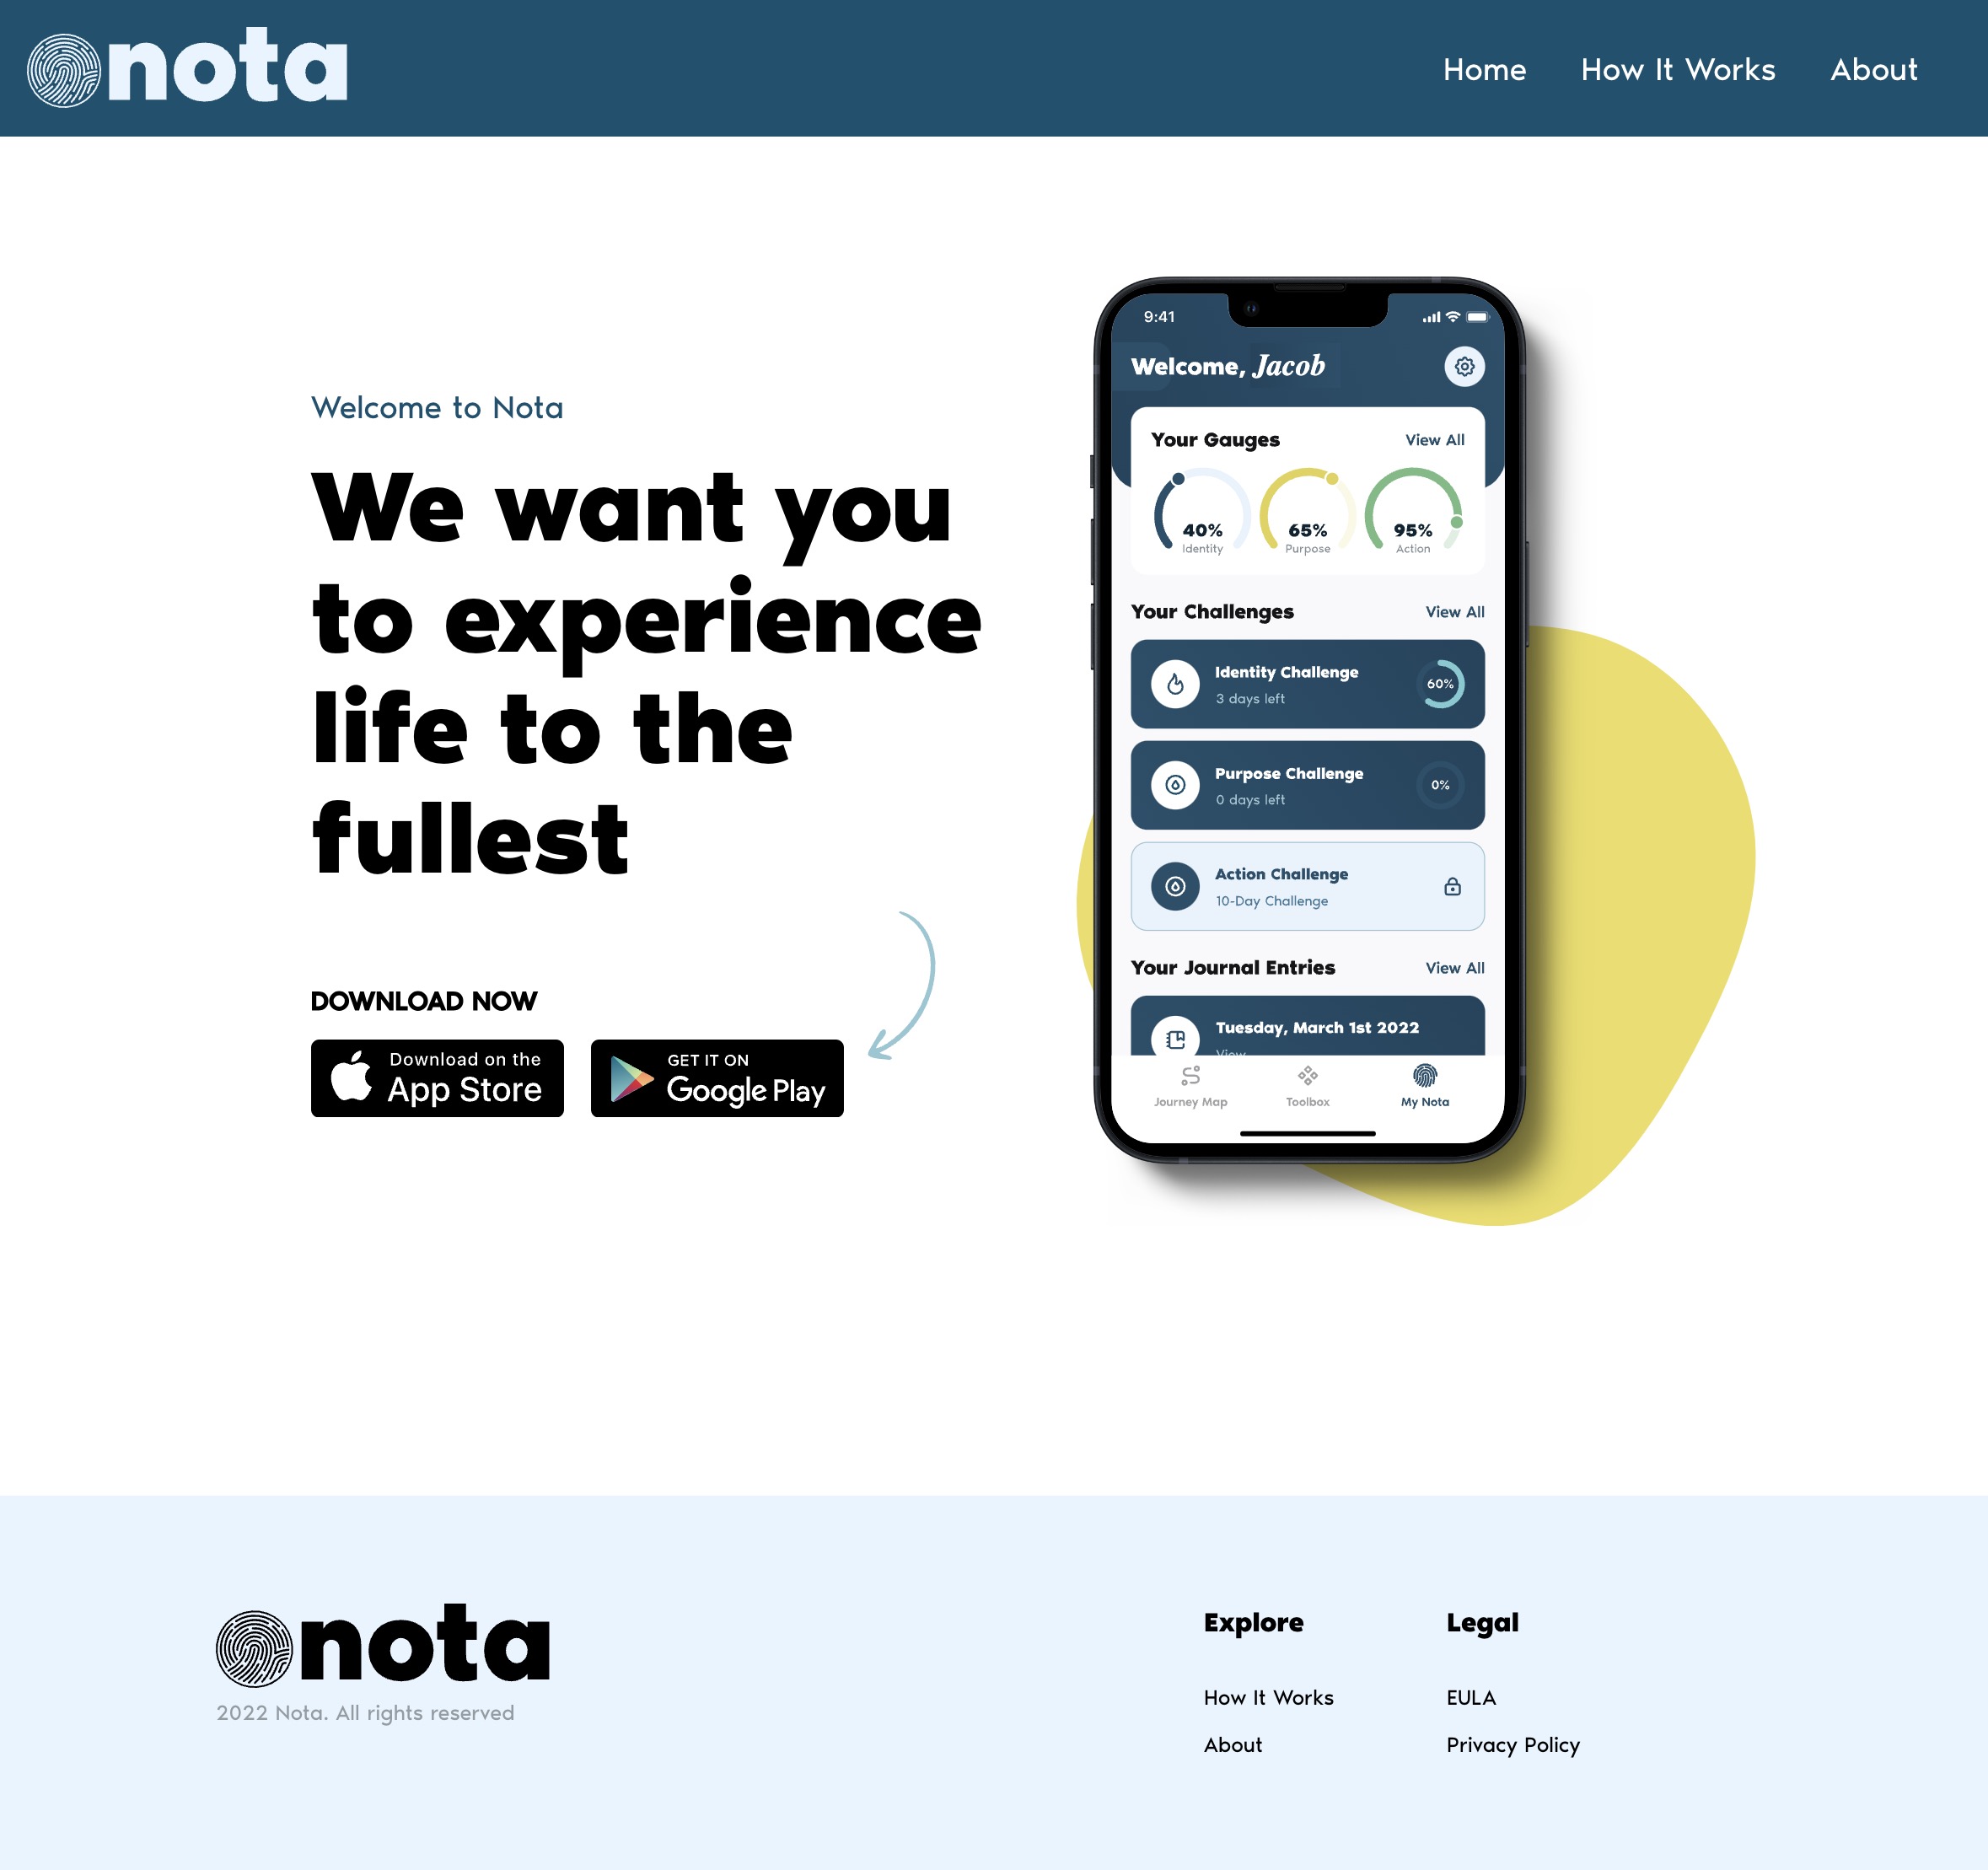 nota
Home How It Works About
Welcome to Nota
We want you
to experience
life to the
fullest
DOWNLOAD NOW
Download on the
App Store
GET IT ON
Google Play
9:41
Welcome, Jacob
Your Gauges View All
40% 65% 95%
Identity Purpose Action
Your Challenges View All
Identity Challenge
3 days left
60%
Purpose Challenge
0 days left
0%
Action Challenge
10-Day Challenge
Your Journal Entries View All
Tuesday, March 1st 2022
View
Journey Map Toolbox My Nota
nota
2022 Nota. All rights reserved
Explore
How It Works
About
Legal
EULA
Privacy Policy